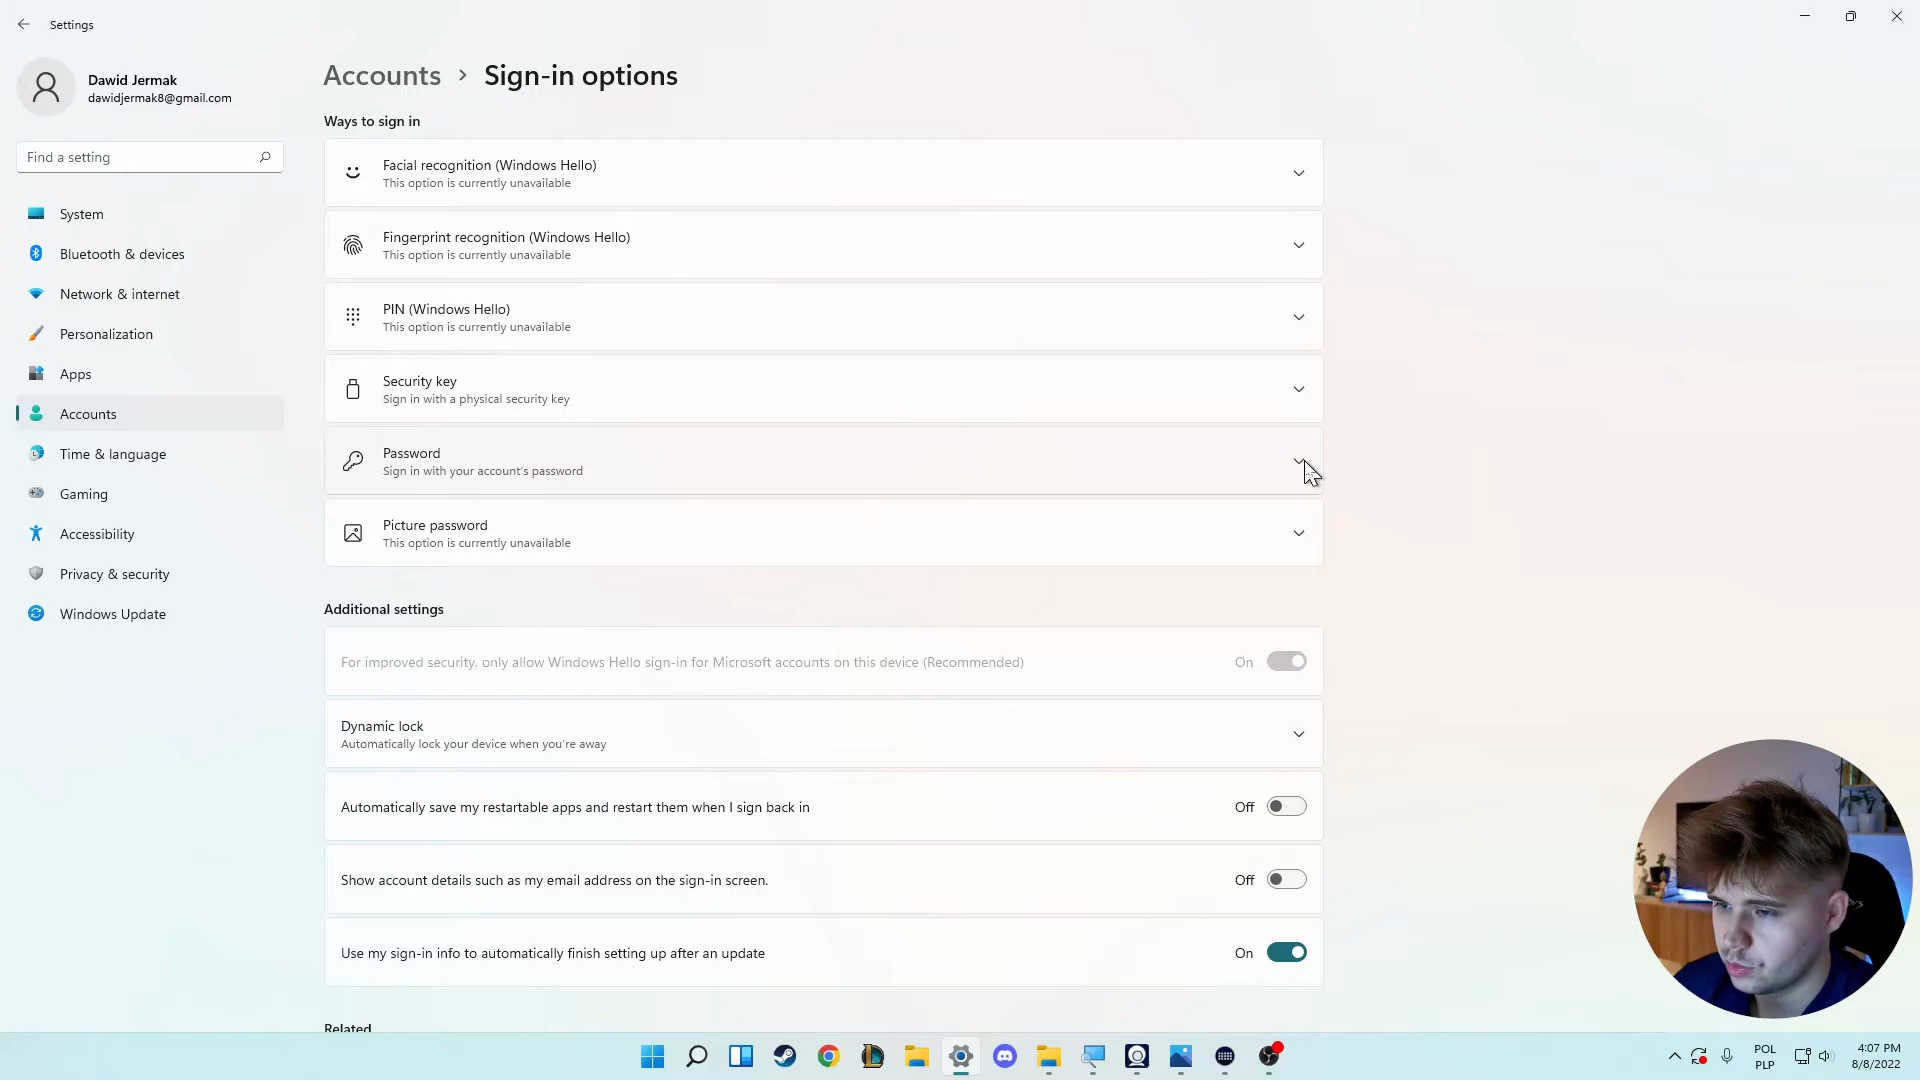 Settings
Dawid Jermak
dawidjermak8@gmail.com
Find a setting
System
Bluetooth & devices
Network & internet
Personalization
Apps
Accounts
Time & language
Gaming
Accessibility
Privacy & security
Windows Update
Accounts > Sign-in options
Ways to sign in
Facial recognition (Windows Hello)
This option is currently unavailable
Fingerprint recognition (Windows Hello)
This option is currently unavailable
PIN (Windows Hello)
This option is currently unavailable
Security key
Sign in with a physical security key
Password
Sign in with your account's password
Picture password
This option is currently unavailable
Additional settings
For improved security, only allow Windows Hello sign-in for Microsoft accounts on this device (Recommended) On
Dynamic lock
Automatically lock your device when you're away
Automatically save my restartable apps and restart them when I sign back in Off
Show account details such as my email address on the sign-in screen. Off
Use my sign-in info to automatically finish setting up after an update On
Related
POL
PLP
4:07 PM
8/8/2022